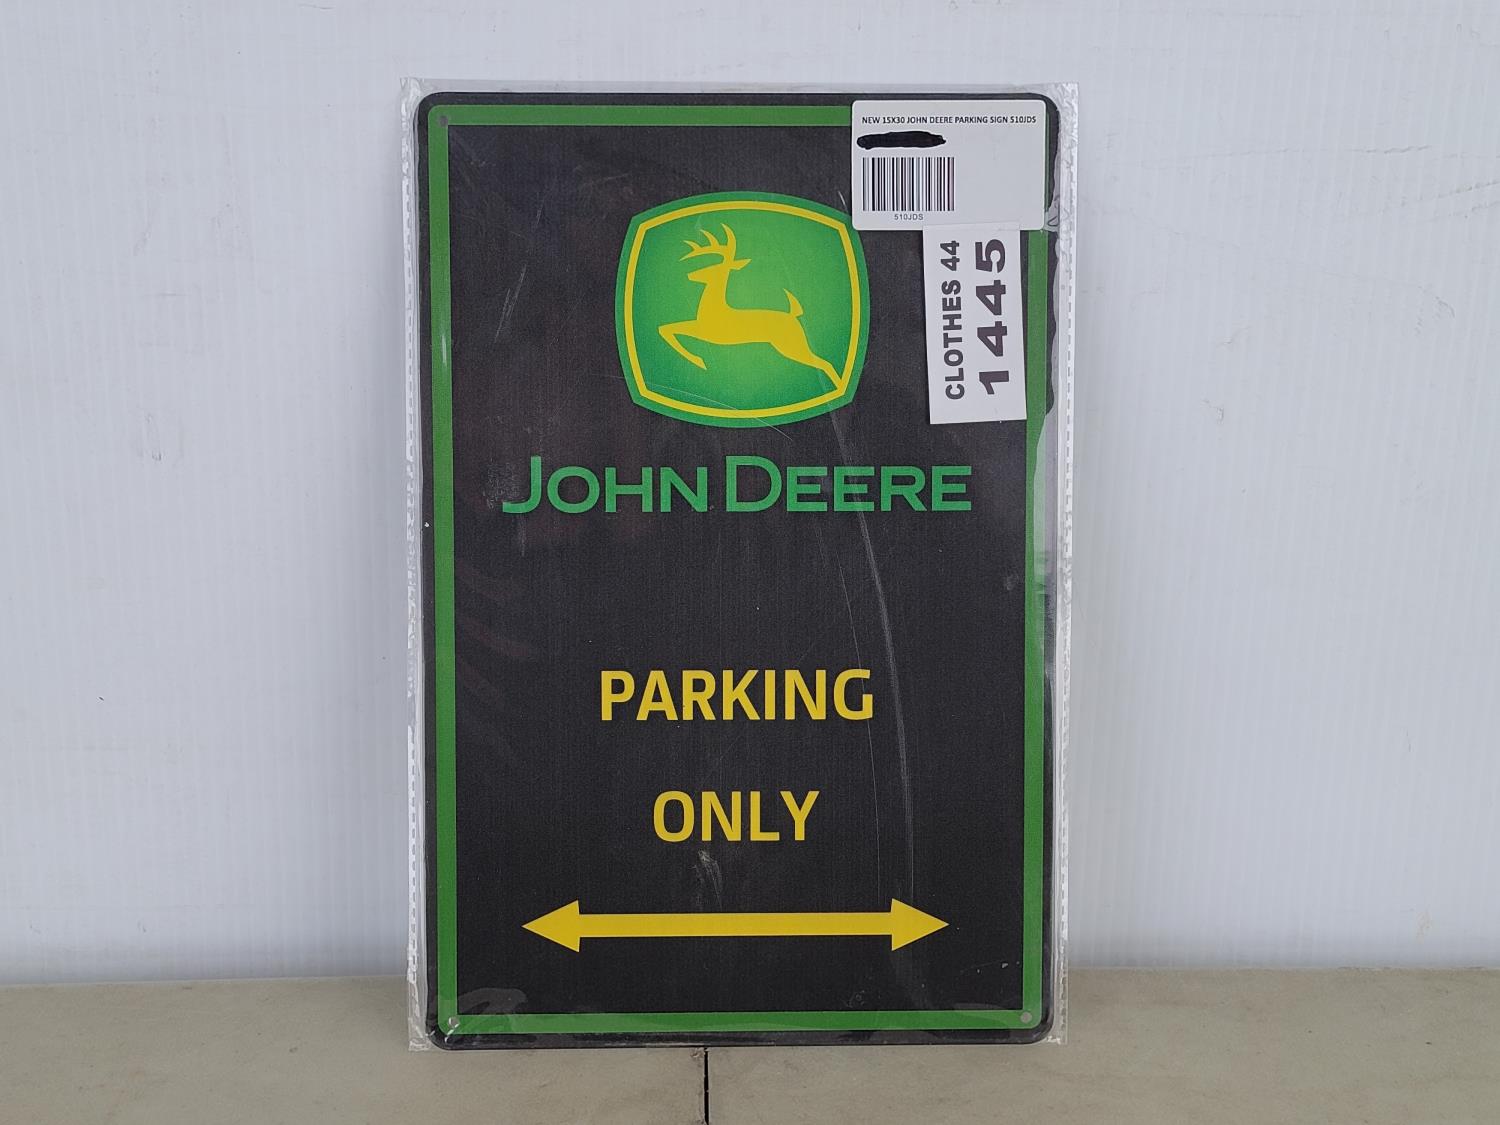 NEW 15X30 JOHN DEERE PARKING SIGN 510JDS
510JDS
CLOTHES 44
1445
JOHN DEERE
PARKING
ONLY